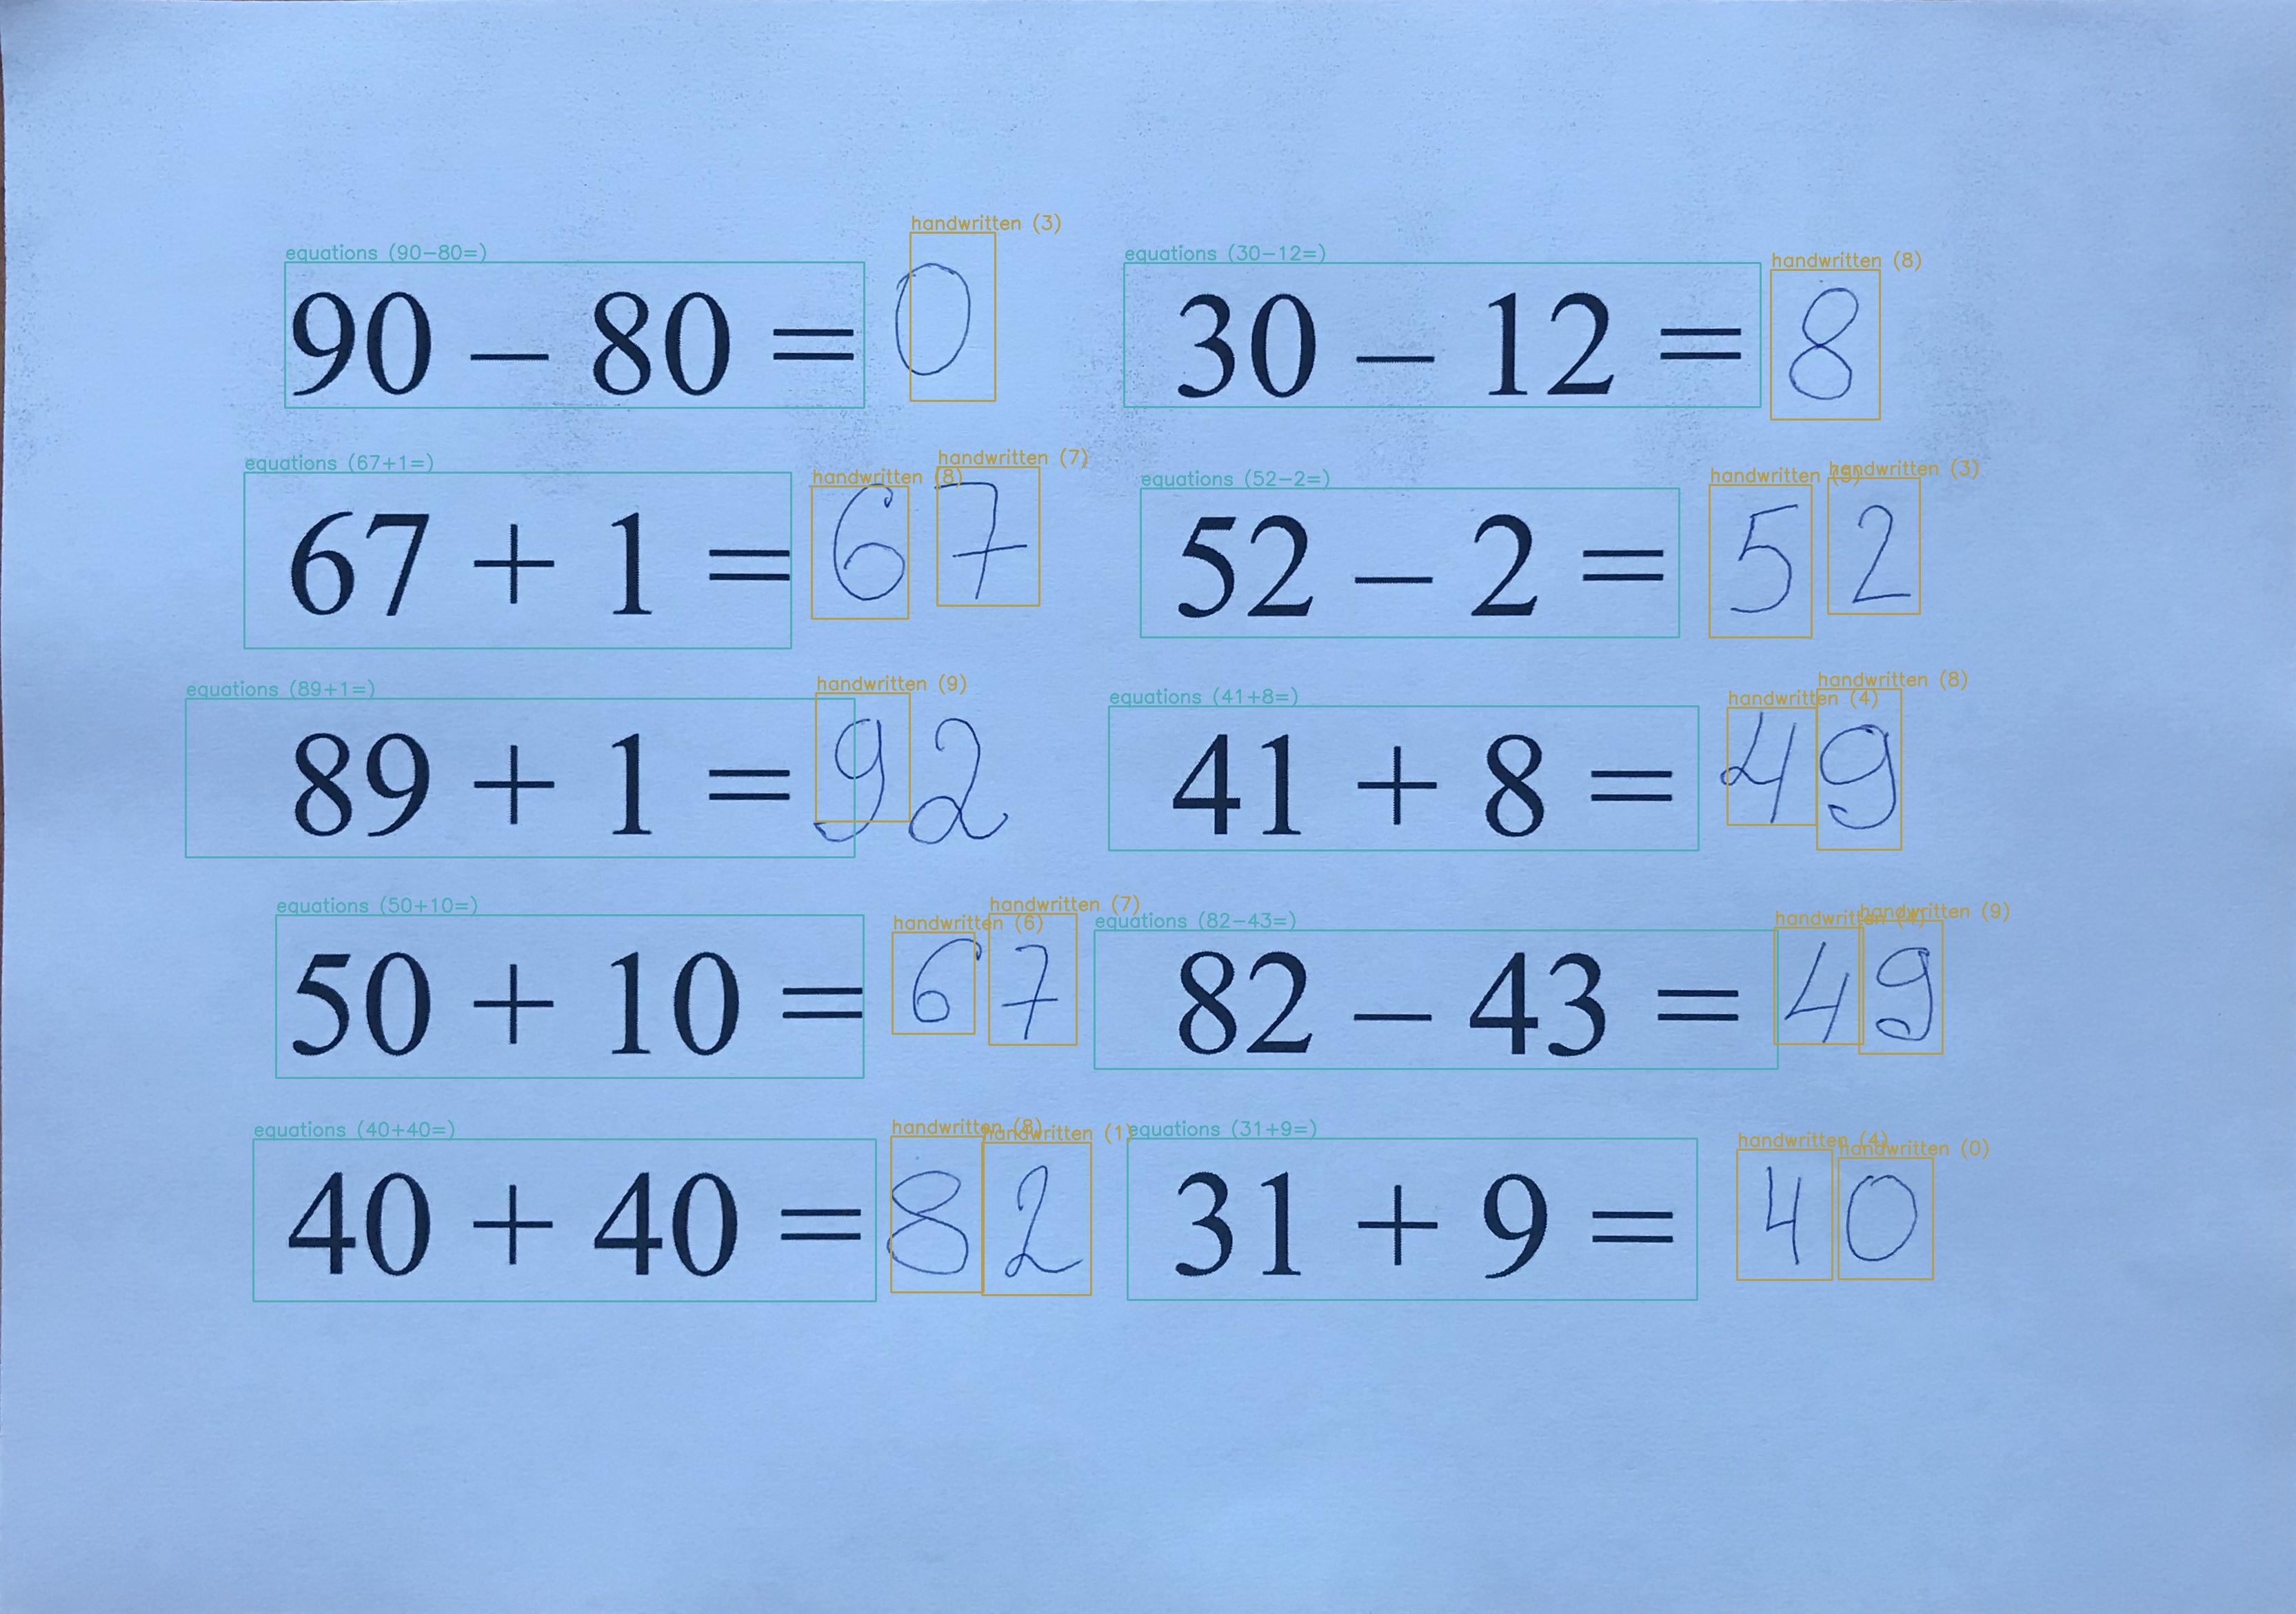 handwritten (3)
equations (90-80=) equations (30-12=) handwritten (8)
90 – 80 = 0 30 – 12 = 8
equations (67+1=) handwritten (8) handwritten (7) equations (52-2=) handwritten handwritten (3)
67 + 1 = 67 52 – 2 = 52
equations (89+1=) handwritten (9) equations (41+8=) handwritten (4) handwritten (8)
89 + 1 = 92 41 + 8 = 49
equations (50+10=) handwritten (6) handwritten (7) equations (82-43=) handwritten (4) handwritten (9)
50 + 10 = 67 82 – 43 = 49
equations (40+40=) handwritten (8) handwritten (1) equations (31+9=) handwritten (4) handwritten (0)
40 + 40 = 82 31 + 9 = 40